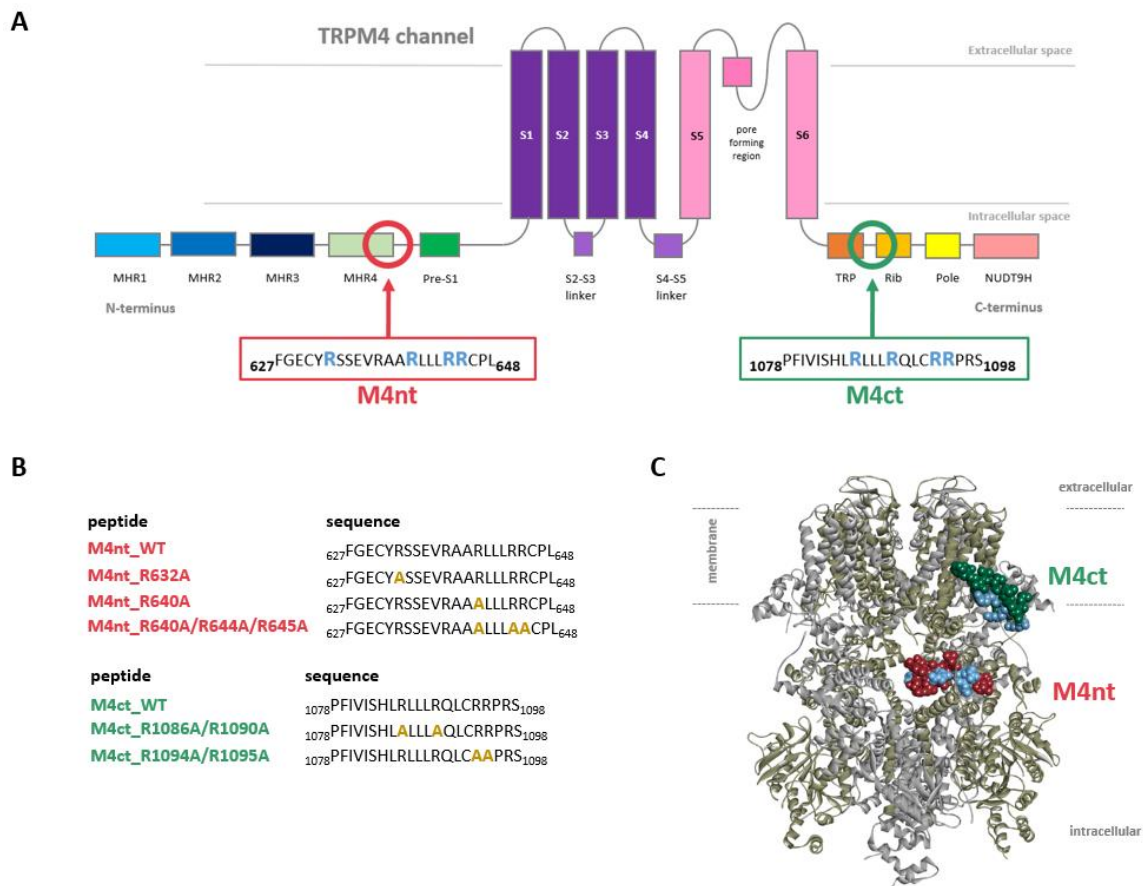 A
TRPM4 channel
Extracellular space
S1 S2 S3 S4 S5 S6
pore
forming
region
Intracellular space
MHR1 MHR2 MHR3 MHR4 Pre-S1
S2-S3
linker
S4-S5
linker
TRP Rib Pole NUDT9H
N-terminus
C-terminus
627FGECYRSSEVRAARLLLRRCPL648
M4nt
1078PFIVISHLRLLLRQLCRRPRS1098
M4ct
B
peptide sequence
M4nt_WT 627FGECYRSSEVRAARLLLRRCPL648
M4nt_R632A 627FGECYASSEVRAARLLLRRCPL648
M4nt_R640A 627FGECYRSSEVRAAALLLRRCPL648
M4nt_R640A/R644A/R645A 627FGECYRSSEVRAAALLLAACPL648
peptide sequence
M4ct_WT 1078PFIVISHLRLLLRQLCRRPRS1098
M4ct_R1086A/R1090A 1078PFIVISHLALLLAQLCRRPRS1098
M4ct_R1094A/R1095A 1078PFIVISHLRLLLRQLCAAPRS1098
C
extracellular
membrane
M4ct
M4nt
intracellular